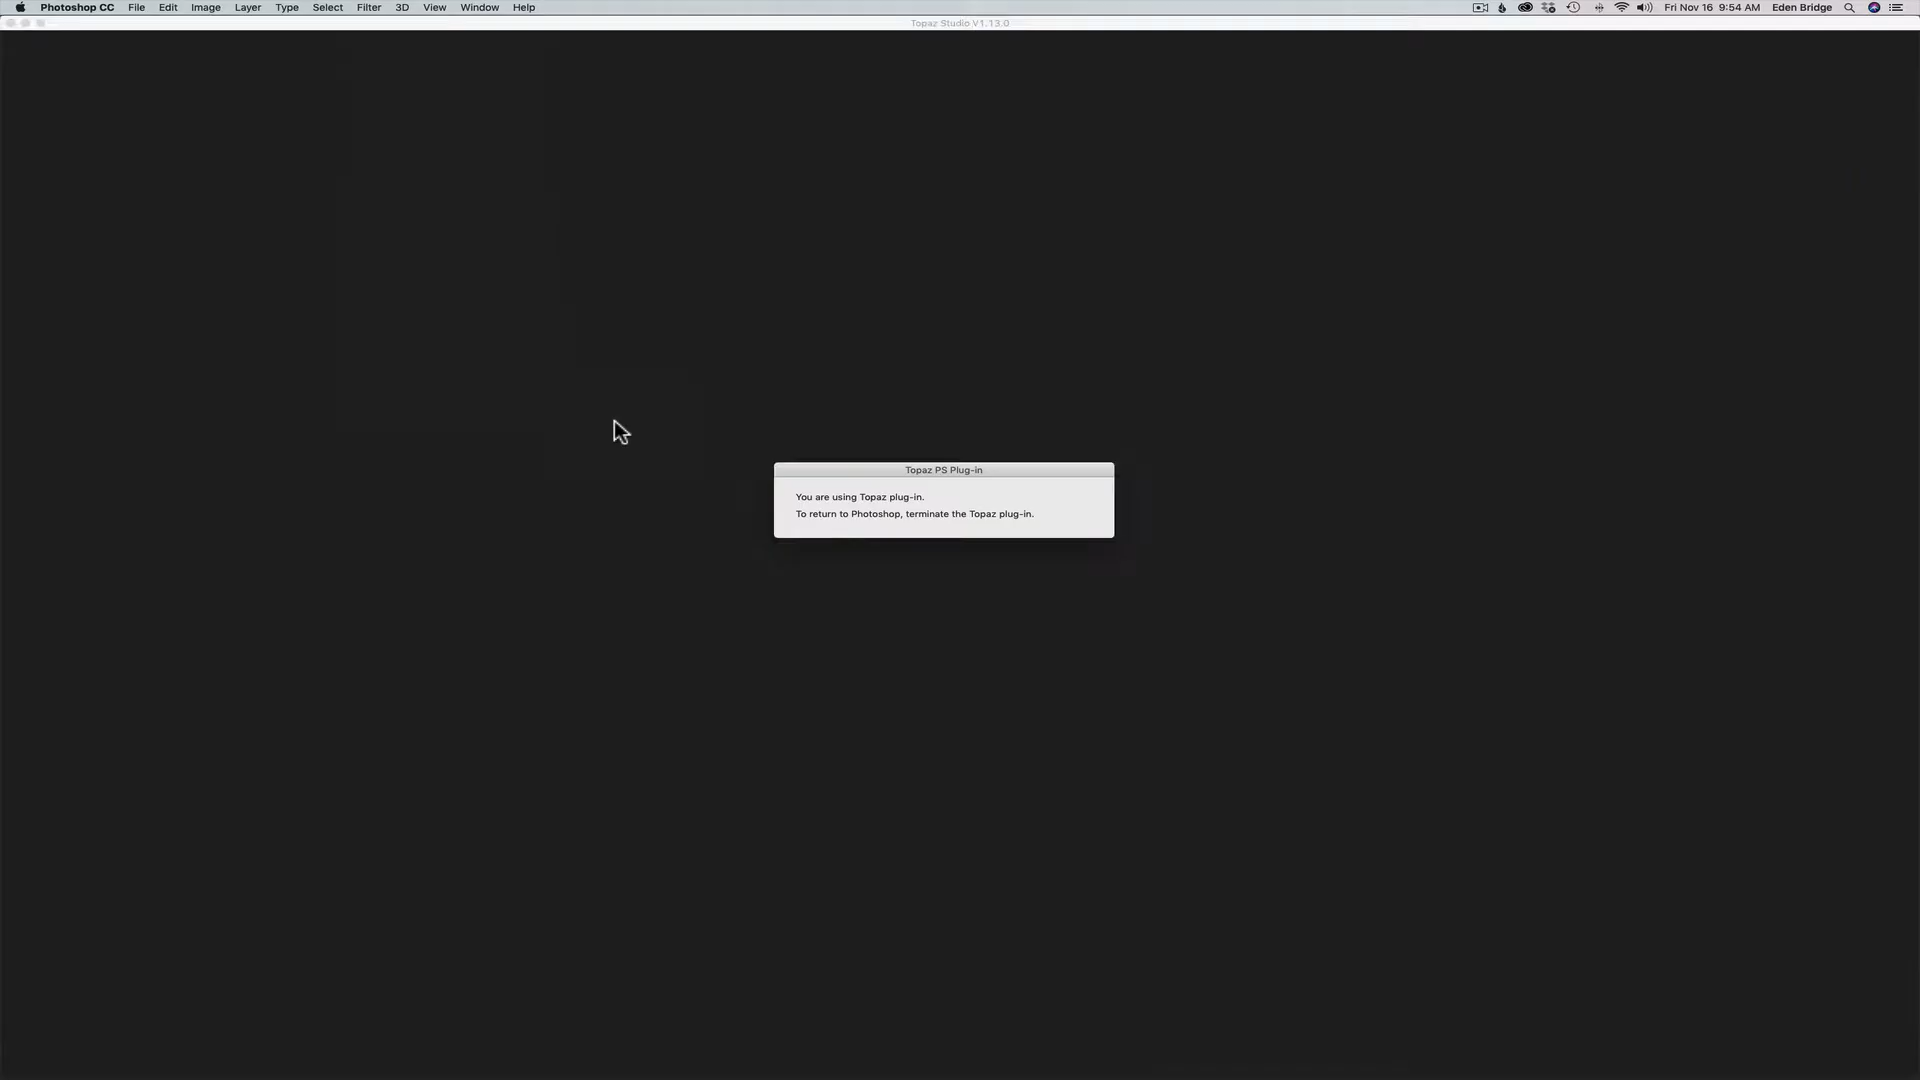 Photoshop CC File Edit Image Layer Type Select Filter 3D View Window Help Fri Nov 16 9:54 AM Eden Bridge
Topaz Studio V1.13.0
Topaz PS Plug-in
You are using Topaz plug-in.
To return to Photoshop, terminate the Topaz plug-in.